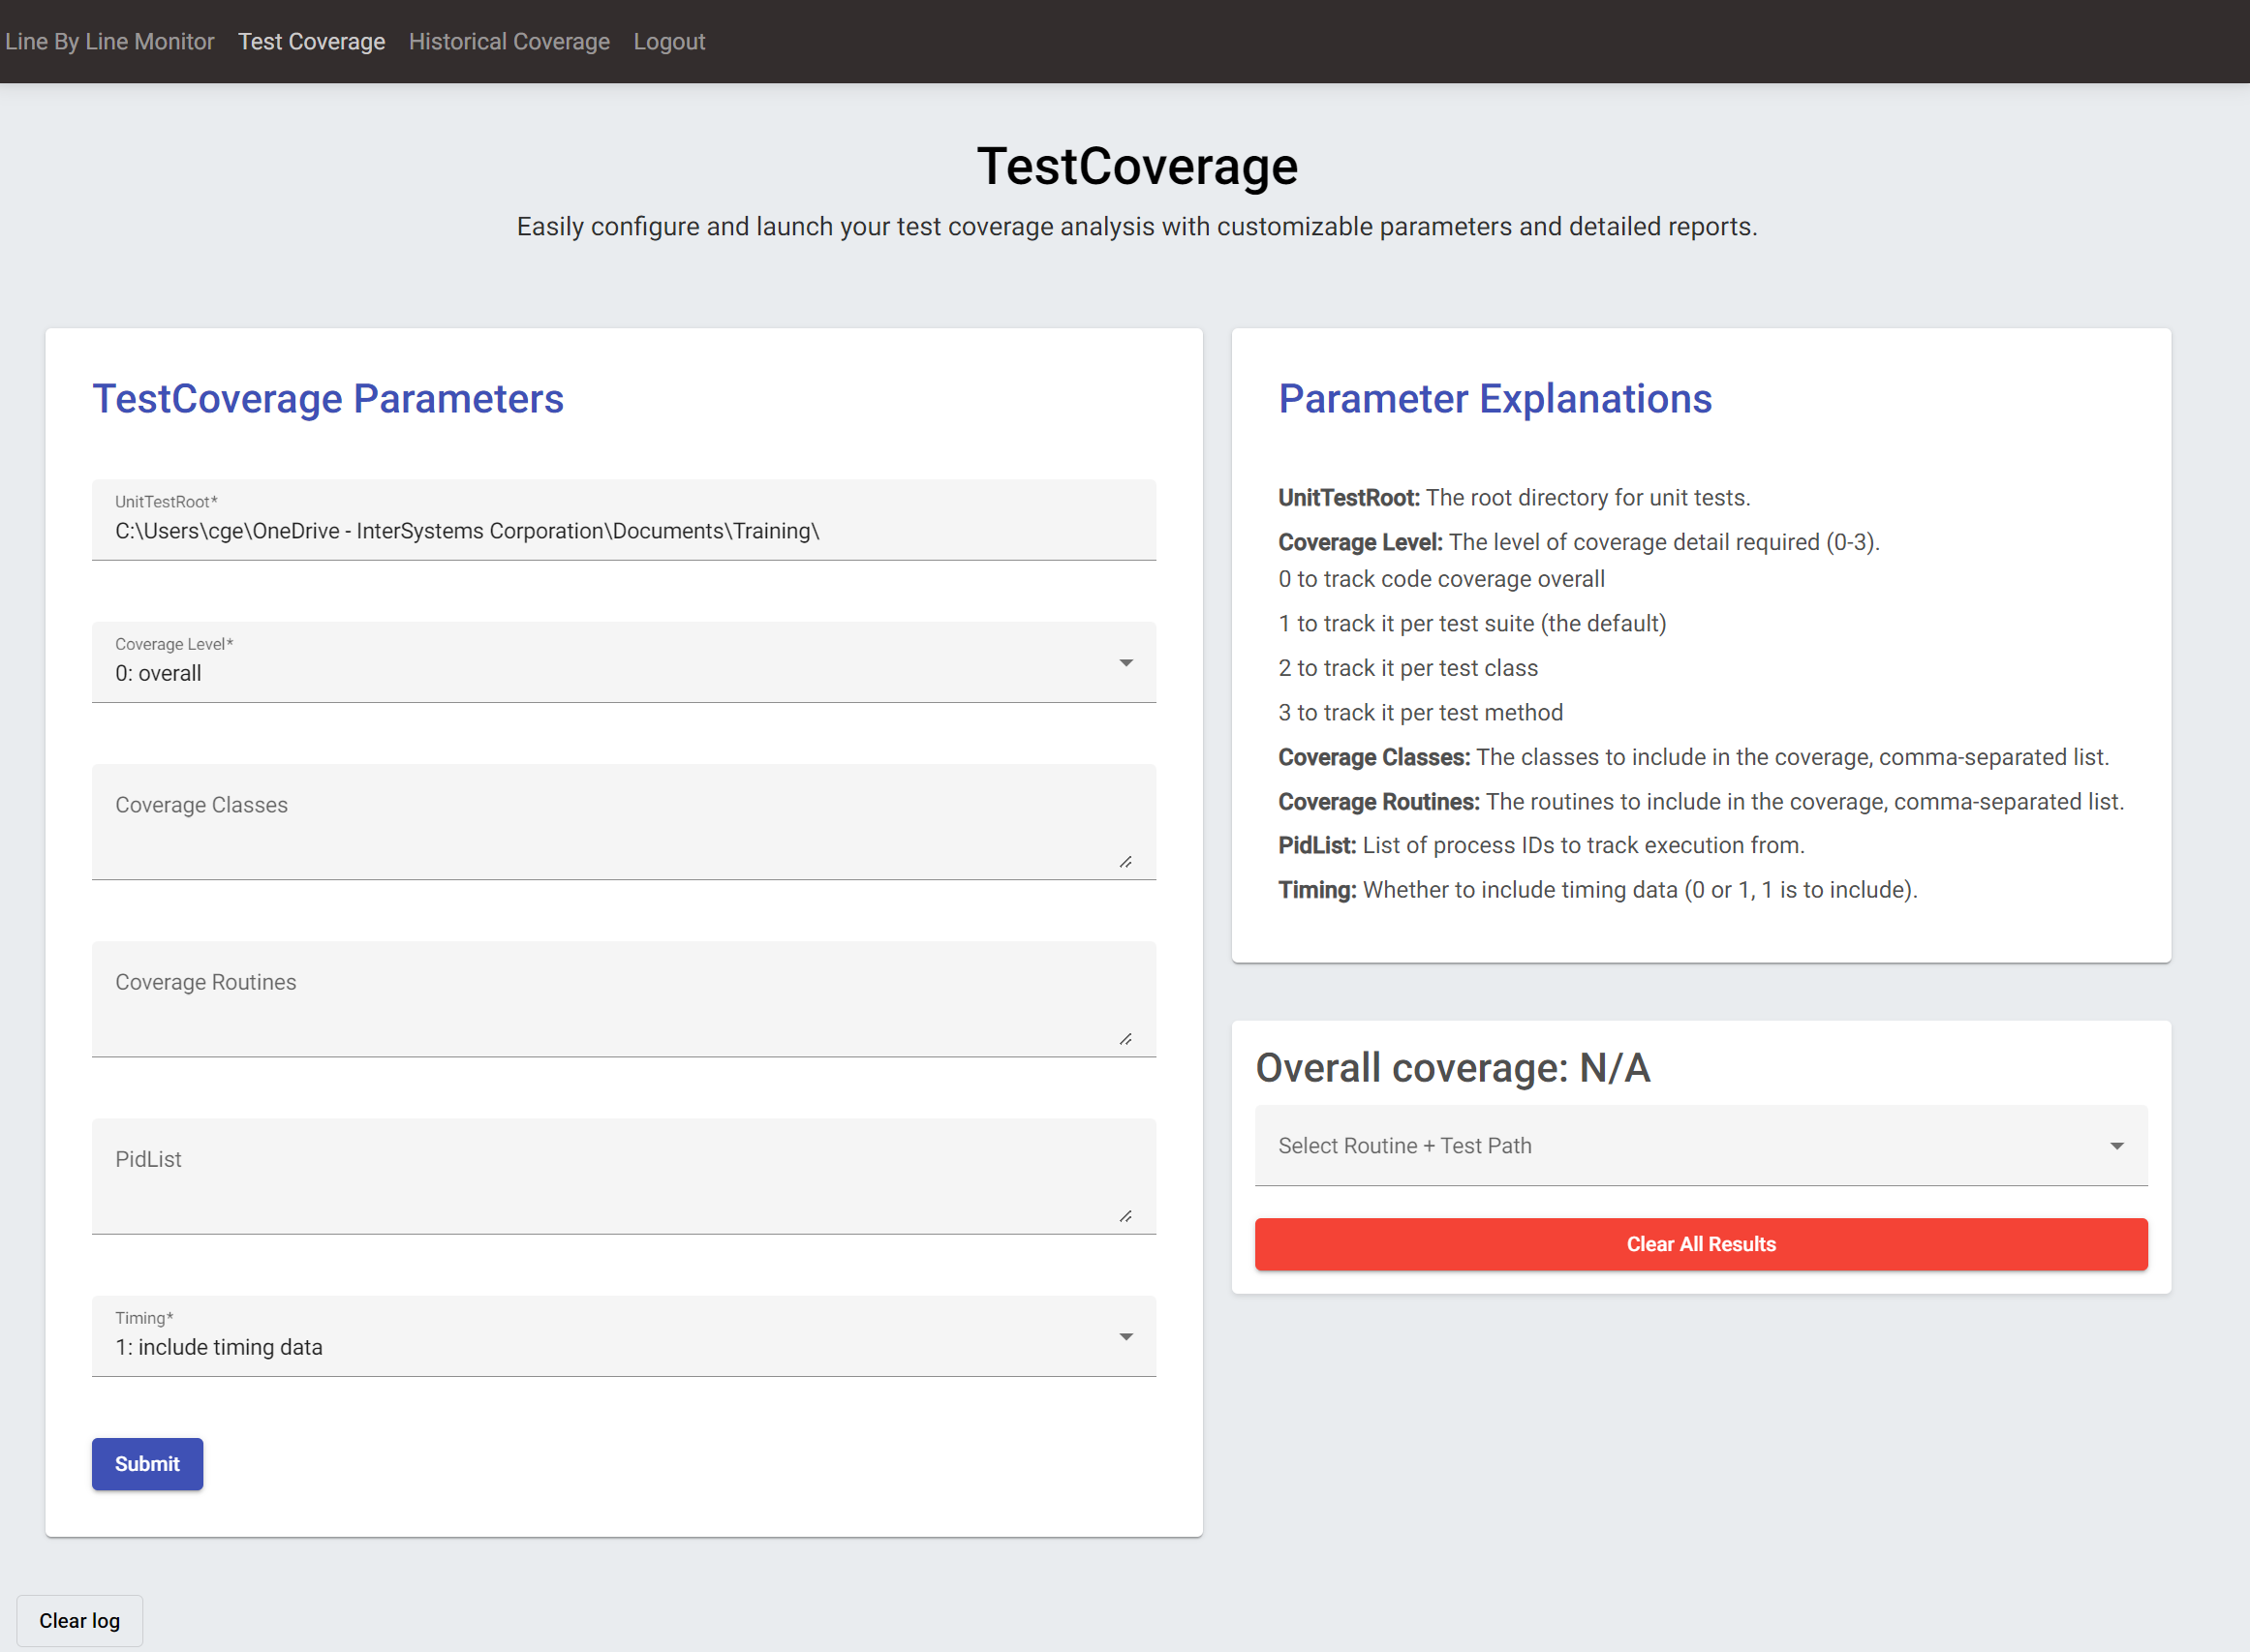 Line By Line Monitor Test Coverage Historical Coverage Logout
TestCoverage
Easily configure and launch your test coverage analysis with customizable parameters and detailed reports.
TestCoverage Parameters
UnitTestRoot*
C:\Users\cge\OneDrive - InterSystems Corporation\Documents\Training\
Coverage Level*
0: overall
Coverage Classes
Coverage Routines
PidList
Timing*
1: include timing data
Submit
Parameter Explanations
UnitTestRoot: The root directory for unit tests.
Coverage Level: The level of coverage detail required (0-3).
0 to track code coverage overall
1 to track it per test suite (the default)
2 to track it per test class
3 to track it per test method
Coverage Classes: The classes to include in the coverage, comma-separated list.
Coverage Routines: The routines to include in the coverage, comma-separated list.
PidList: List of process IDs to track execution from.
Timing: Whether to include timing data (0 or 1, 1 is to include).
Overall coverage: N/A
Select Routine + Test Path
Clear All Results
Clear log